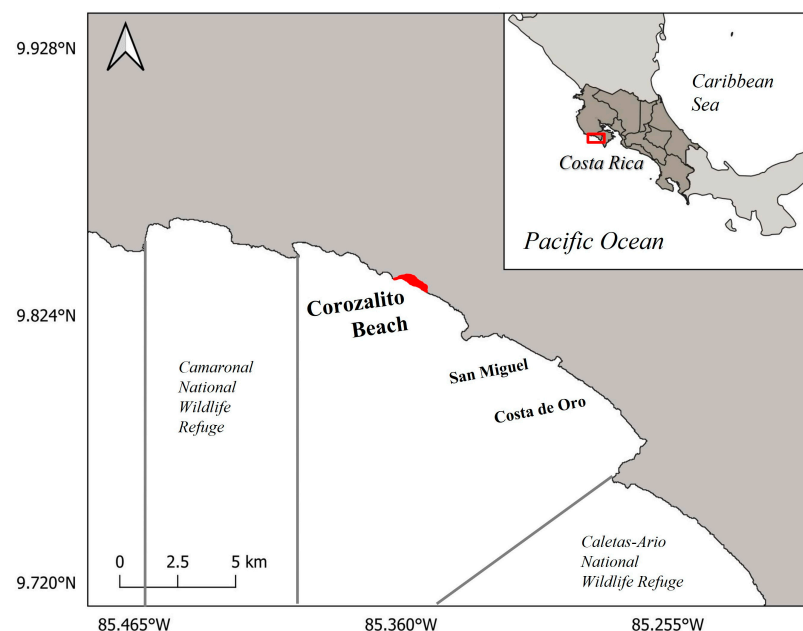 9.928°N
Caribbean
Sea
Costa Rica
Pacific Ocean
9.824°N
Corozalito
Beach
Camaronal
National
Wildlife
Refuge
San Miguel
Costa de Oro
Caletas-Ario
National
Wildlife Refuge
0 2.5 5 km
9.720°N
85.465°W 85.360°W 85.255°W